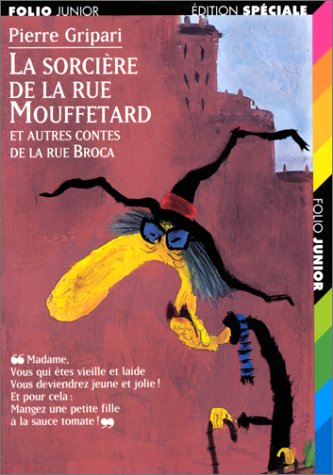 FOLIO JUNIOR
ÉDITION SPÉCIALE
Pierre Gripari
LA SORCIÈRE
DE LA RUE
MOUFFETARD
ET AUTRES CONTES
DE LA RUE BROCA
FOLIO JUNIOR
❝ Madame,
Vous qui êtes vieille et laide
Vous deviendrez jeune et jolie !
Et pour cela :
Mangez une petite fille
à la sauce tomate ! ❞